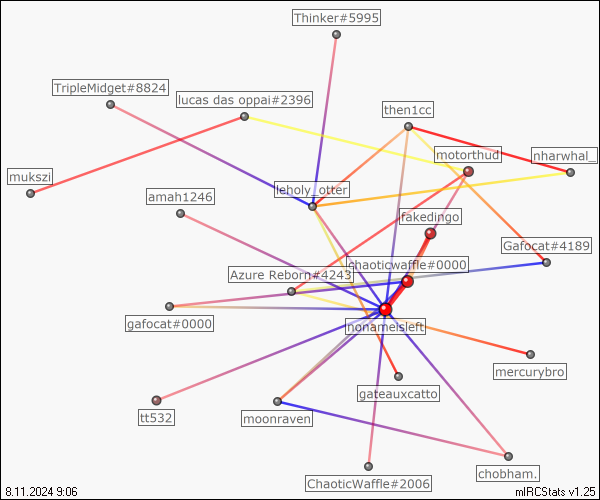 Thinker#5995
TripleMidget#8824
lucas das oppai#2396
then1cc
motorthud
nharwhal_
mukszi
leholy_otter
amah1246
fakedingo
Gafocat#4189
chaoticwaffle#0000
Azure Reborn#4243
gafocat#0000
nonameisleft
mercurybro
gateauxcatto
tt532
moonraven
chobham.
ChaoticWaffle#2006
8.11.2024 9:06
mIRCStats v1.25